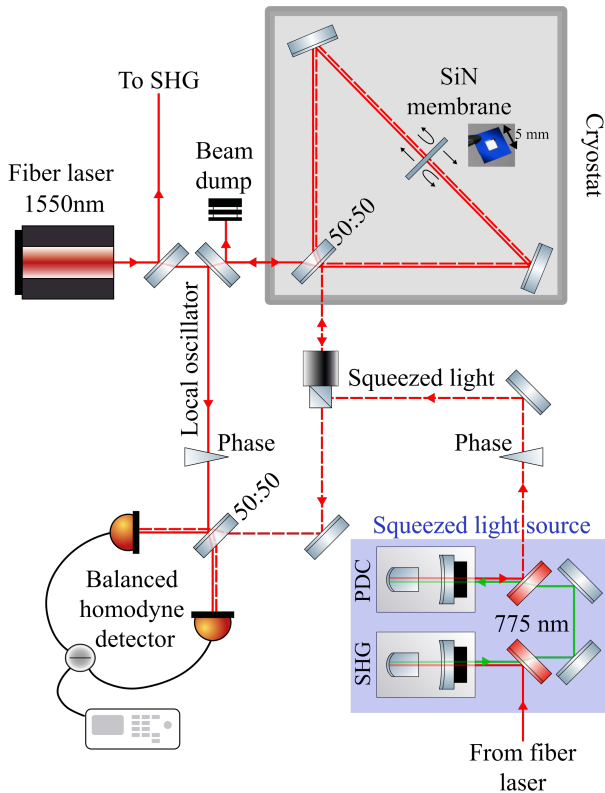 To SHG
SiN
membrane
5 mm
Cryostat
Beam
dump
Fiber laser
1550nm
50:50
Local oscillator
Squeezed light
Phase
Phase
50:50
Squeezed light source
Balanced
homodyne
detector
PDC
775 nm
SHG
From fiber
laser